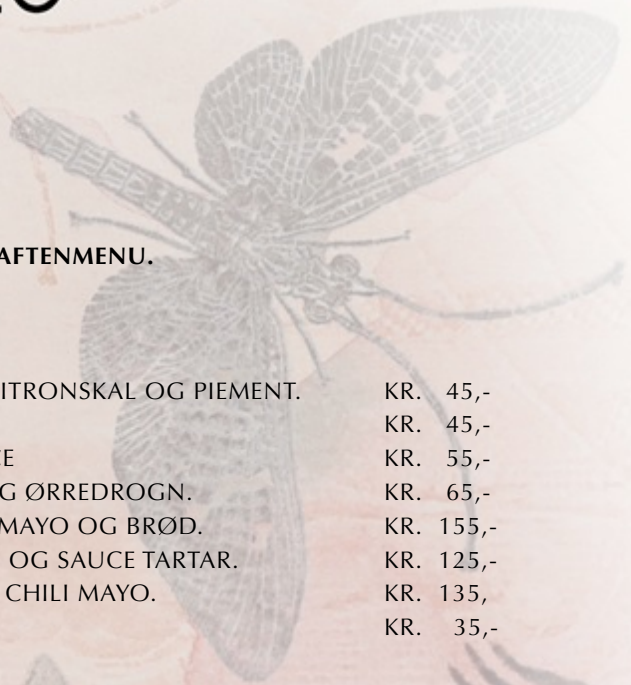 AFTENMENU.
ITRONSKAL OG PIEMENT. KR. 45,-
KR. 45,-
CE KR. 55,-
G ØRREDROGN. KR. 65,-
MAYO OG BRØD. KR. 155,-
OG SAUCE TARTAR. KR. 125,-
CHILI MAYO. KR. 135,
KR. 35,-